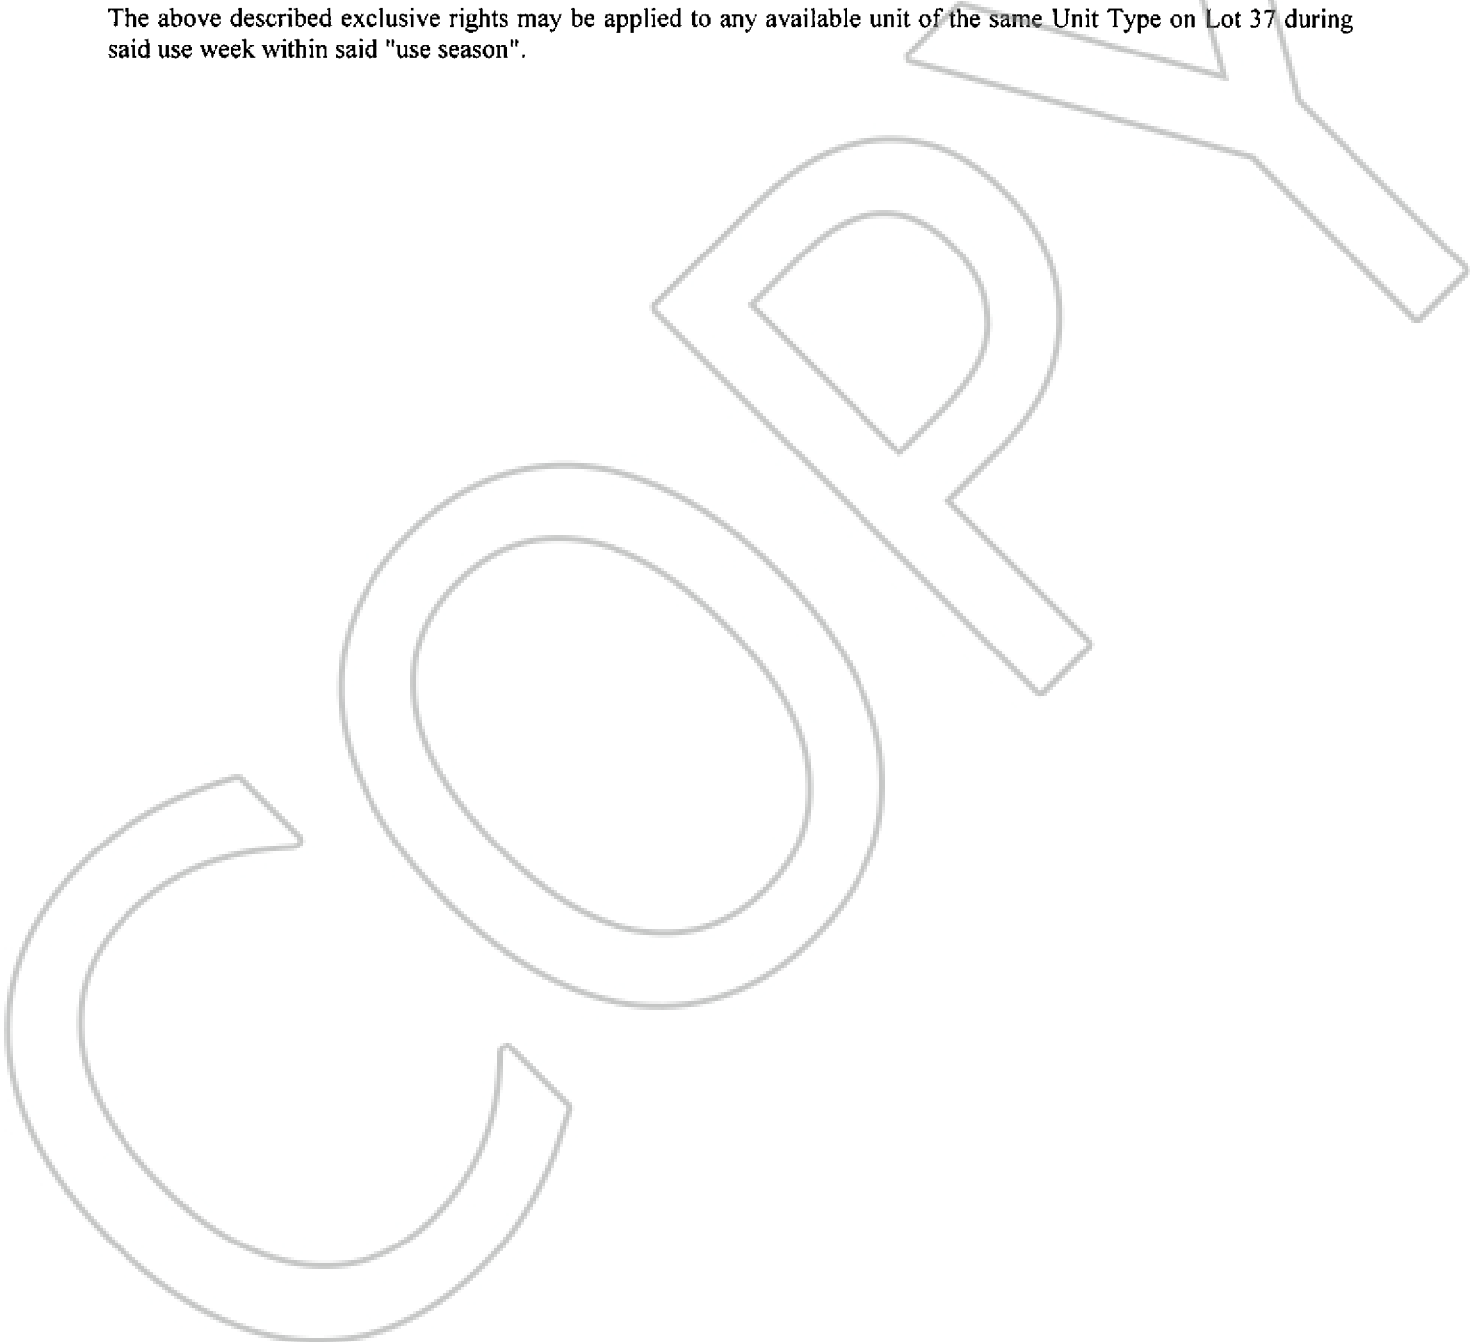 The above described exclusive rights may be applied to any available unit of the same Unit Type on Lot 37 during
said use week within said "use season".
COPY